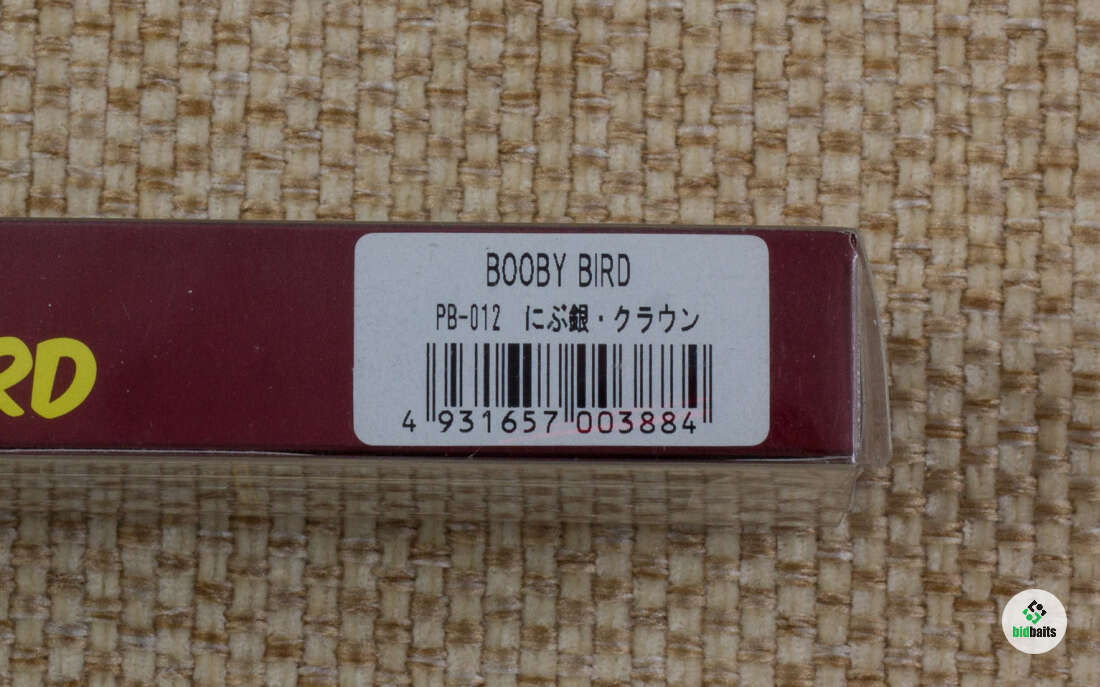 BOOBY BIRD
PB-012 にぶ銀・クラウン
4 931657 003884
RD
bidbaits